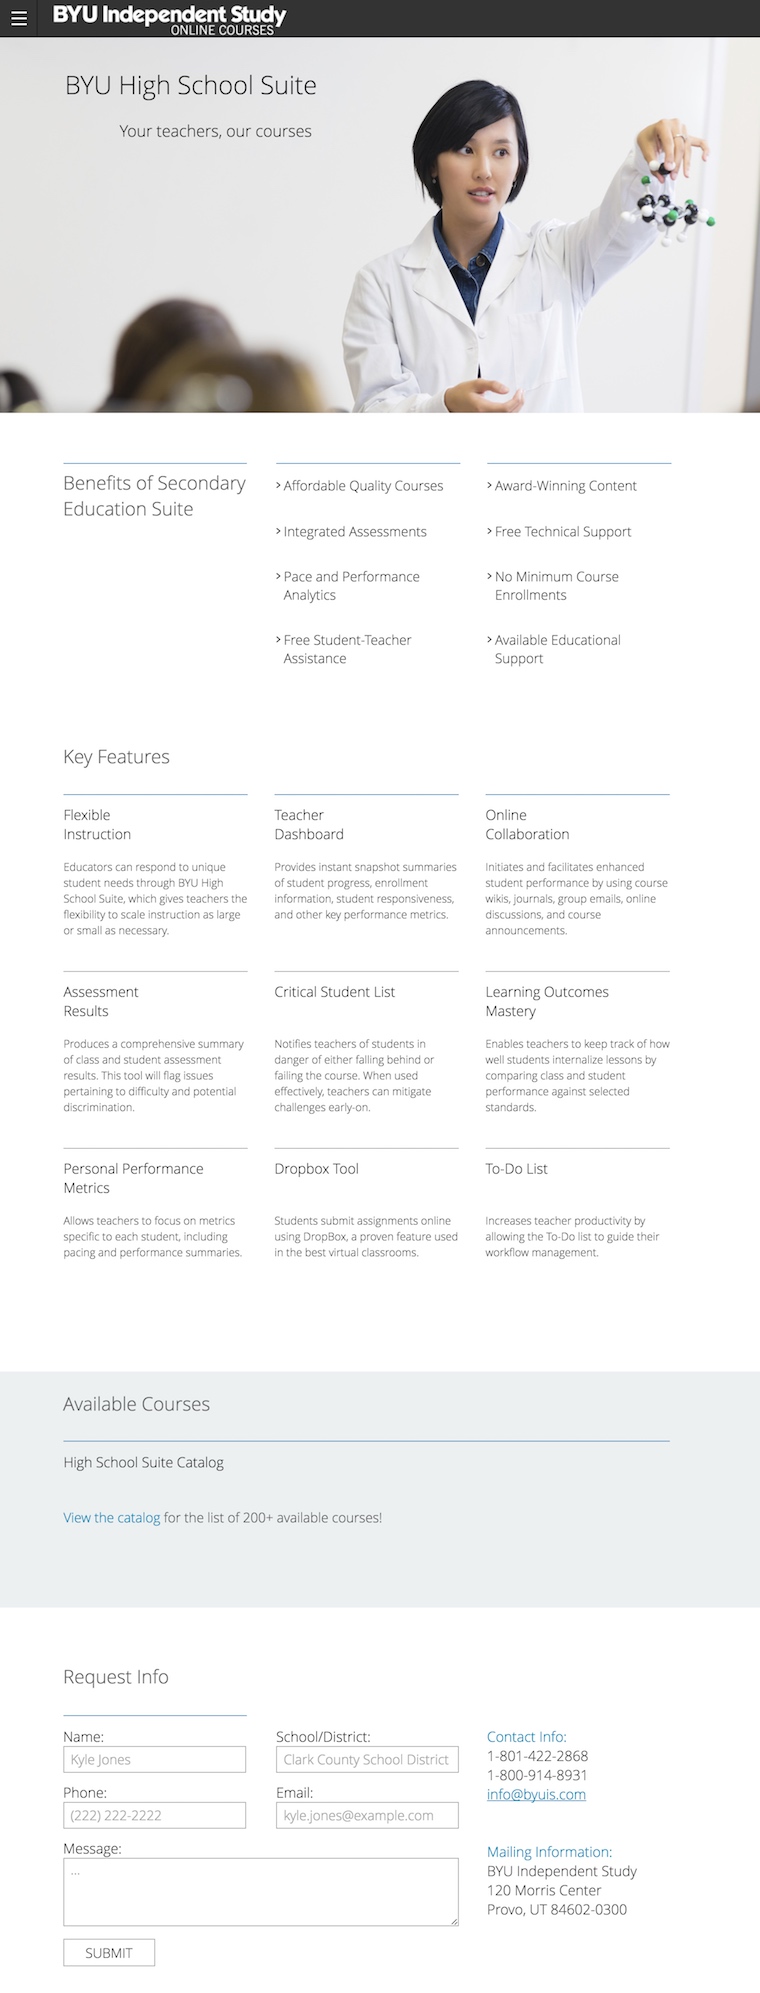 BYU Independent Study
ONLINE COURSES
BYU High School Suite
Your teachers, our courses
Benefits of Secondary
Education Suite
Affordable Quality Courses
Integrated Assessments
Pace and Performance
Analytics
Free Student-Teacher
Assistance
Award-Winning Content
Free Technical Support
No Minimum Course
Enrollments
Available Educational
Support
Key Features
Flexible
Instruction
Educators can respond to unique
student needs through BYU High
School Suite, which gives teachers the
flexibility to scale instruction as large
or small as necessary.
Teacher
Dashboard
Provides instant snapshot summaries
of student progress, enrollment
information, student responsiveness,
and other key performance metrics.
Online
Collaboration
Initiates and facilitates enhanced
student performance by using course
wikis, journals, group emails, online
discussions, and course
announcements.
Assessment
Results
Produces a comprehensive summary
of class and student assessment
results. This tool will flag issues
pertaining to difficulty and potential
discrimination.
Critical Student List
Notifies teachers of students in
danger of either falling behind or
failing the course. When used
effectively, teachers can mitigate
challenges early-on.
Learning Outcomes
Mastery
Enables teachers to keep track of how
well students internalize lessons by
comparing class and student
performance against selected
standards.
Personal Performance
Metrics
Allows teachers to focus on metrics
specific to each student, including
pacing and performance summaries.
Dropbox Tool
Students submit assignments online
using DropBox, a proven feature used
in the best virtual classrooms.
To-Do List
Increases teacher productivity by
allowing the To-Do list to guide their
workflow management.
Available Courses
High School Suite Catalog
View the catalog for the list of 200+ available courses!
Request Info
Name:
Kyle Jones
School/District:
Clark County School District
Phone:
(222) 222-2222
Email:
kyle.jones@example.com
Message:
...
SUBMIT
Contact Info:
1-801-422-2868
1-800-914-8931
info@byuis.com
Mailing Information:
BYU Independent Study
120 Morris Center
Provo, UT 84602-0300